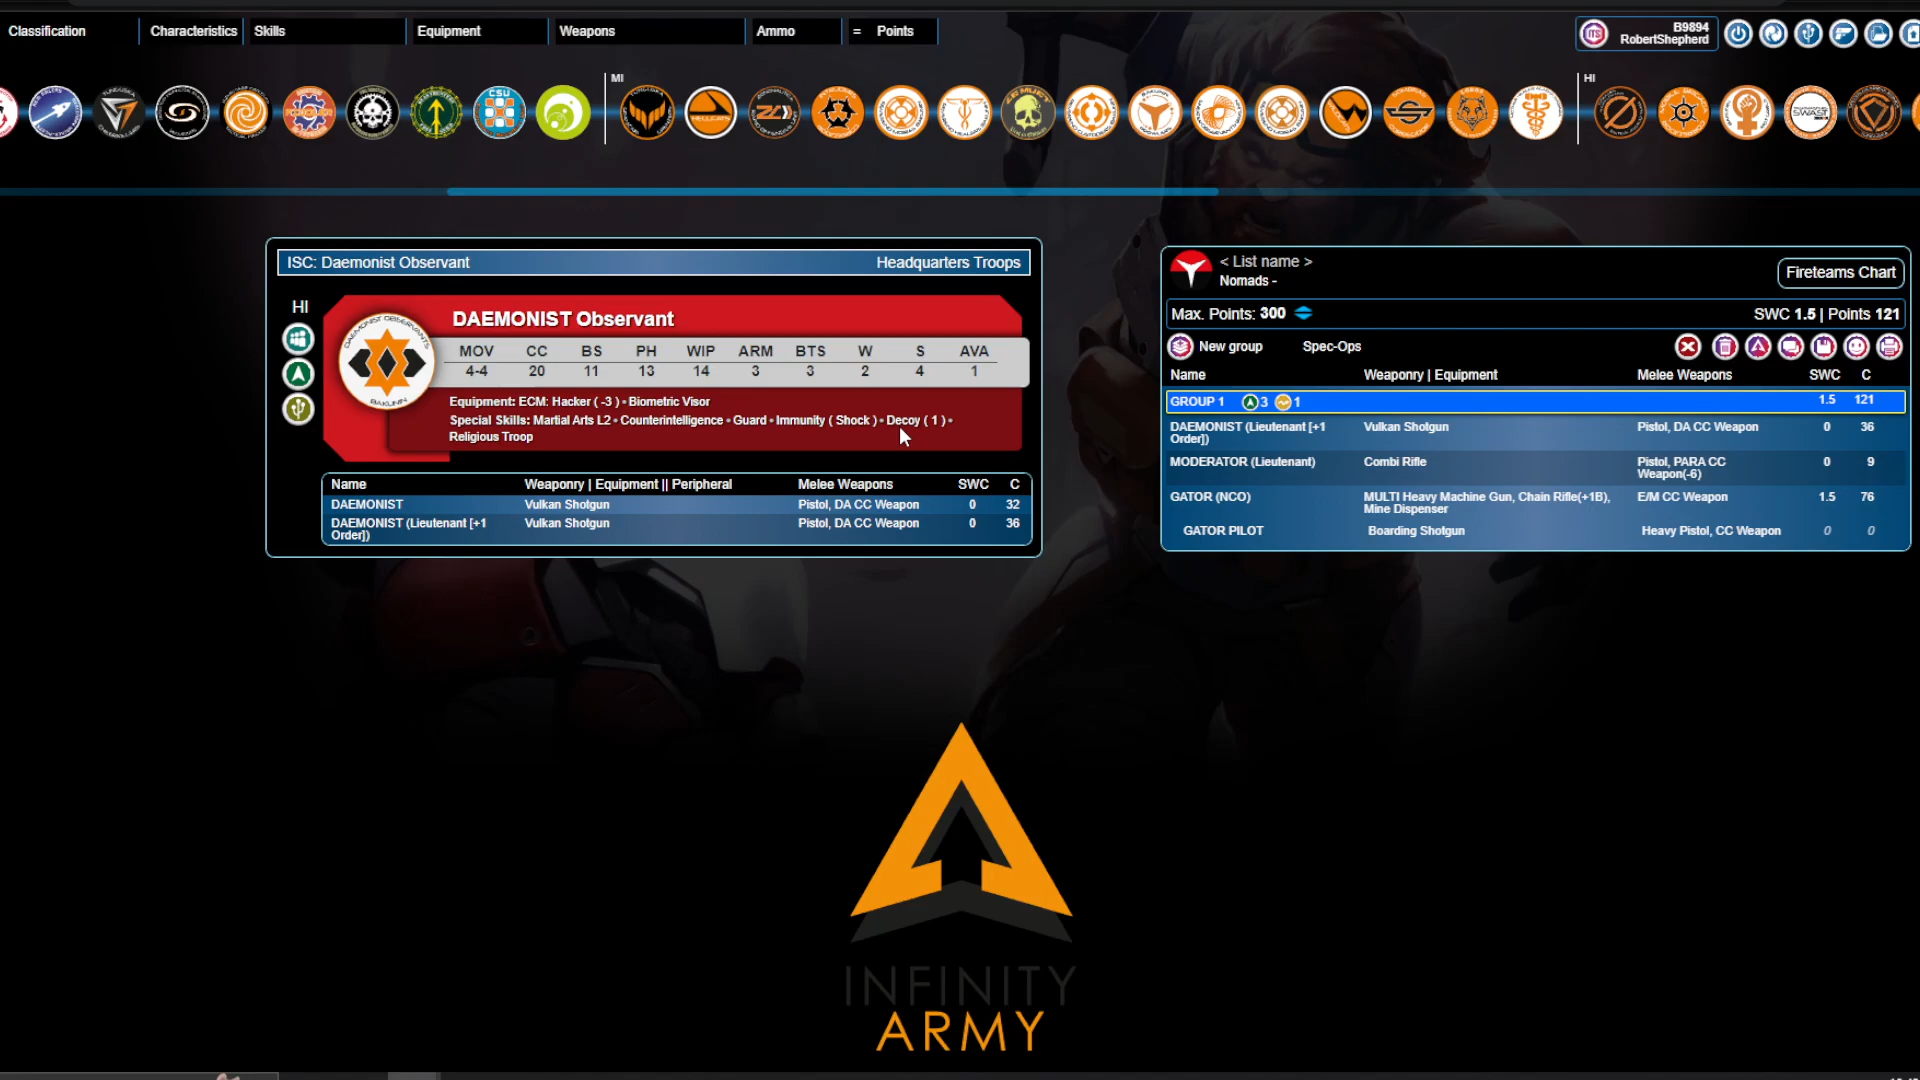 Classification
Characteristics
Skills
Equipment
Weapons
Ammo
=
Points
B9894
RobertShepherd
MI
HI
CSU
SWAST
ISC: Daemonist Observant
Headquarters Troops
HI
DAEMONIST Observant
DAEMONIST OBSERVANTS
BAKUNIN
MOV CC BS PH WIP ARM BTS W S AVA
4-4 20 11 13 14 3 3 2 4 1
Equipment: ECM: Hacker ( -3 ) • Biometric Visor
Special Skills: Martial Arts L2 • Counterintelligence • Guard • Immunity ( Shock ) • Decoy ( 1 ) •
Religious Troop
Name Weaponry | Equipment || Peripheral Melee Weapons SWC C
DAEMONIST Vulkan Shotgun Pistol, DA CC Weapon 0 32
DAEMONIST (Lieutenant [+1 Vulkan Shotgun Pistol, DA CC Weapon 0 36
Order])
< List name >
Nomads -
Fireteams Chart
Max. Points: 300
SWC 1.5 | Points 121
New group
Spec-Ops
Name Weaponry | Equipment Melee Weapons SWC C
GROUP 1 3 1 1.5 121
DAEMONIST (Lieutenant [+1 Vulkan Shotgun Pistol, DA CC Weapon 0 36
Order])
MODERATOR (Lieutenant) Combi Rifle Pistol, PARA CC 0 9
Weapon(-6)
GATOR (NCO) MULTI Heavy Machine Gun, Chain Rifle(+1B), E/M CC Weapon 1.5 76
Mine Dispenser
GATOR PILOT Boarding Shotgun Heavy Pistol, CC Weapon 0 0
INFINITY
ARMY